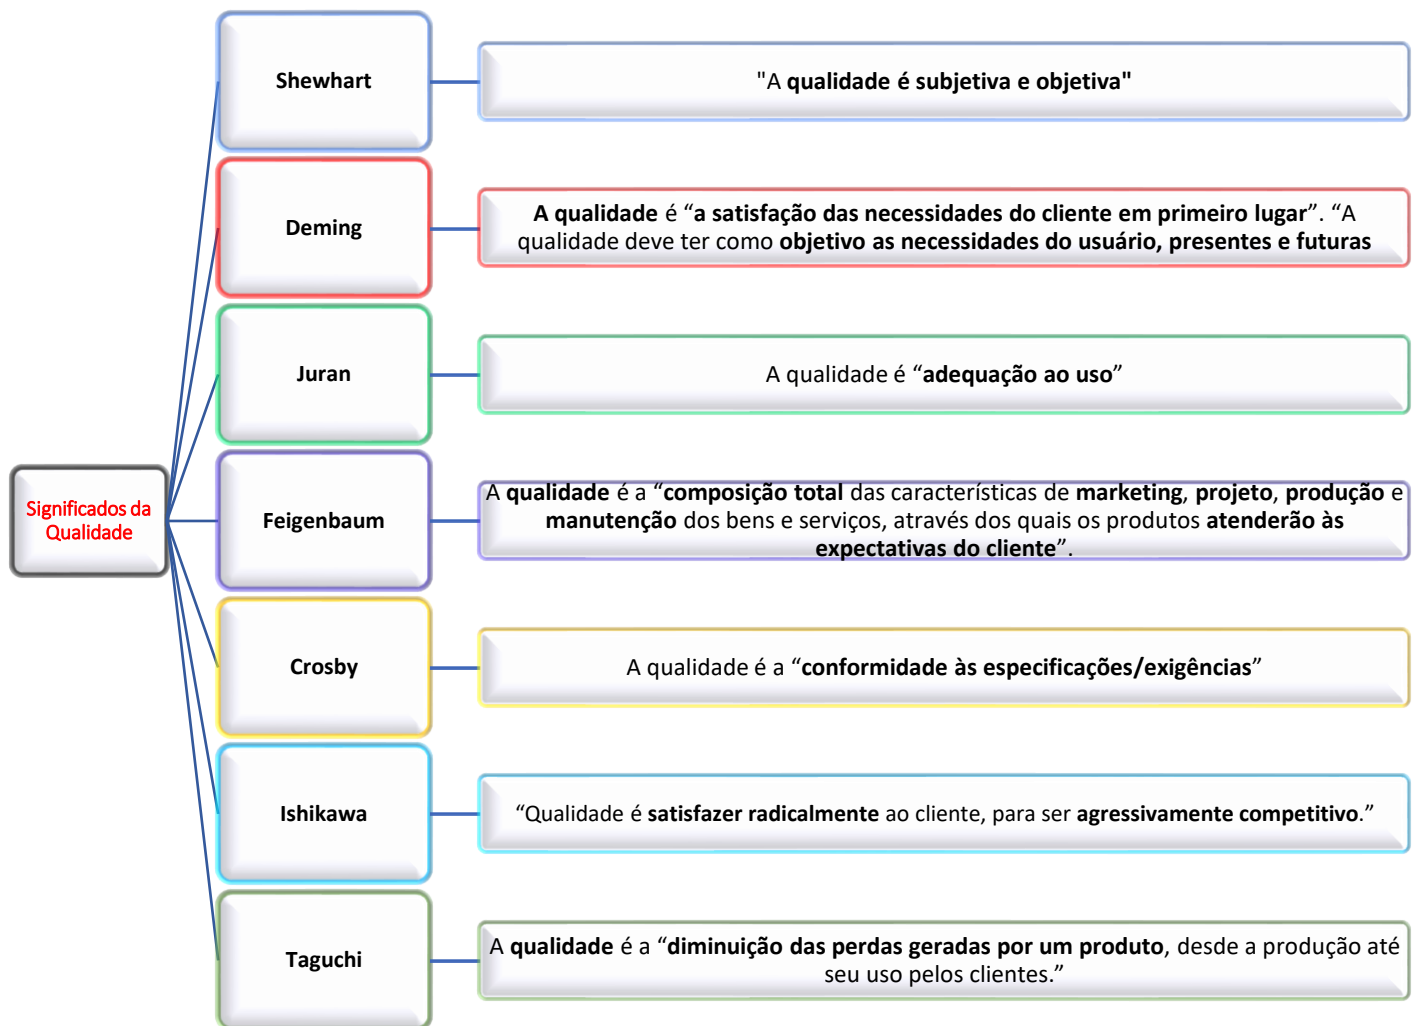 Significados da
Qualidade
Shewhart
"A qualidade é subjetiva e objetiva"
Deming
A qualidade é “a satisfação das necessidades do cliente em primeiro lugar”. “A
qualidade deve ter como objetivo as necessidades do usuário, presentes e futuras
Juran
A qualidade é “adequação ao uso”
Feigenbaum
A qualidade é a “composição total das características de marketing, projeto, produção e
manutenção dos bens e serviços, através dos quais os produtos atenderão às
expectativas do cliente”.
Crosby
A qualidade é a “conformidade às especificações/exigências”
Ishikawa
“Qualidade é satisfazer radicalmente ao cliente, para ser agressivamente competitivo.”
Taguchi
A qualidade é a “diminuição das perdas geradas por um produto, desde a produção até
seu uso pelos clientes.”